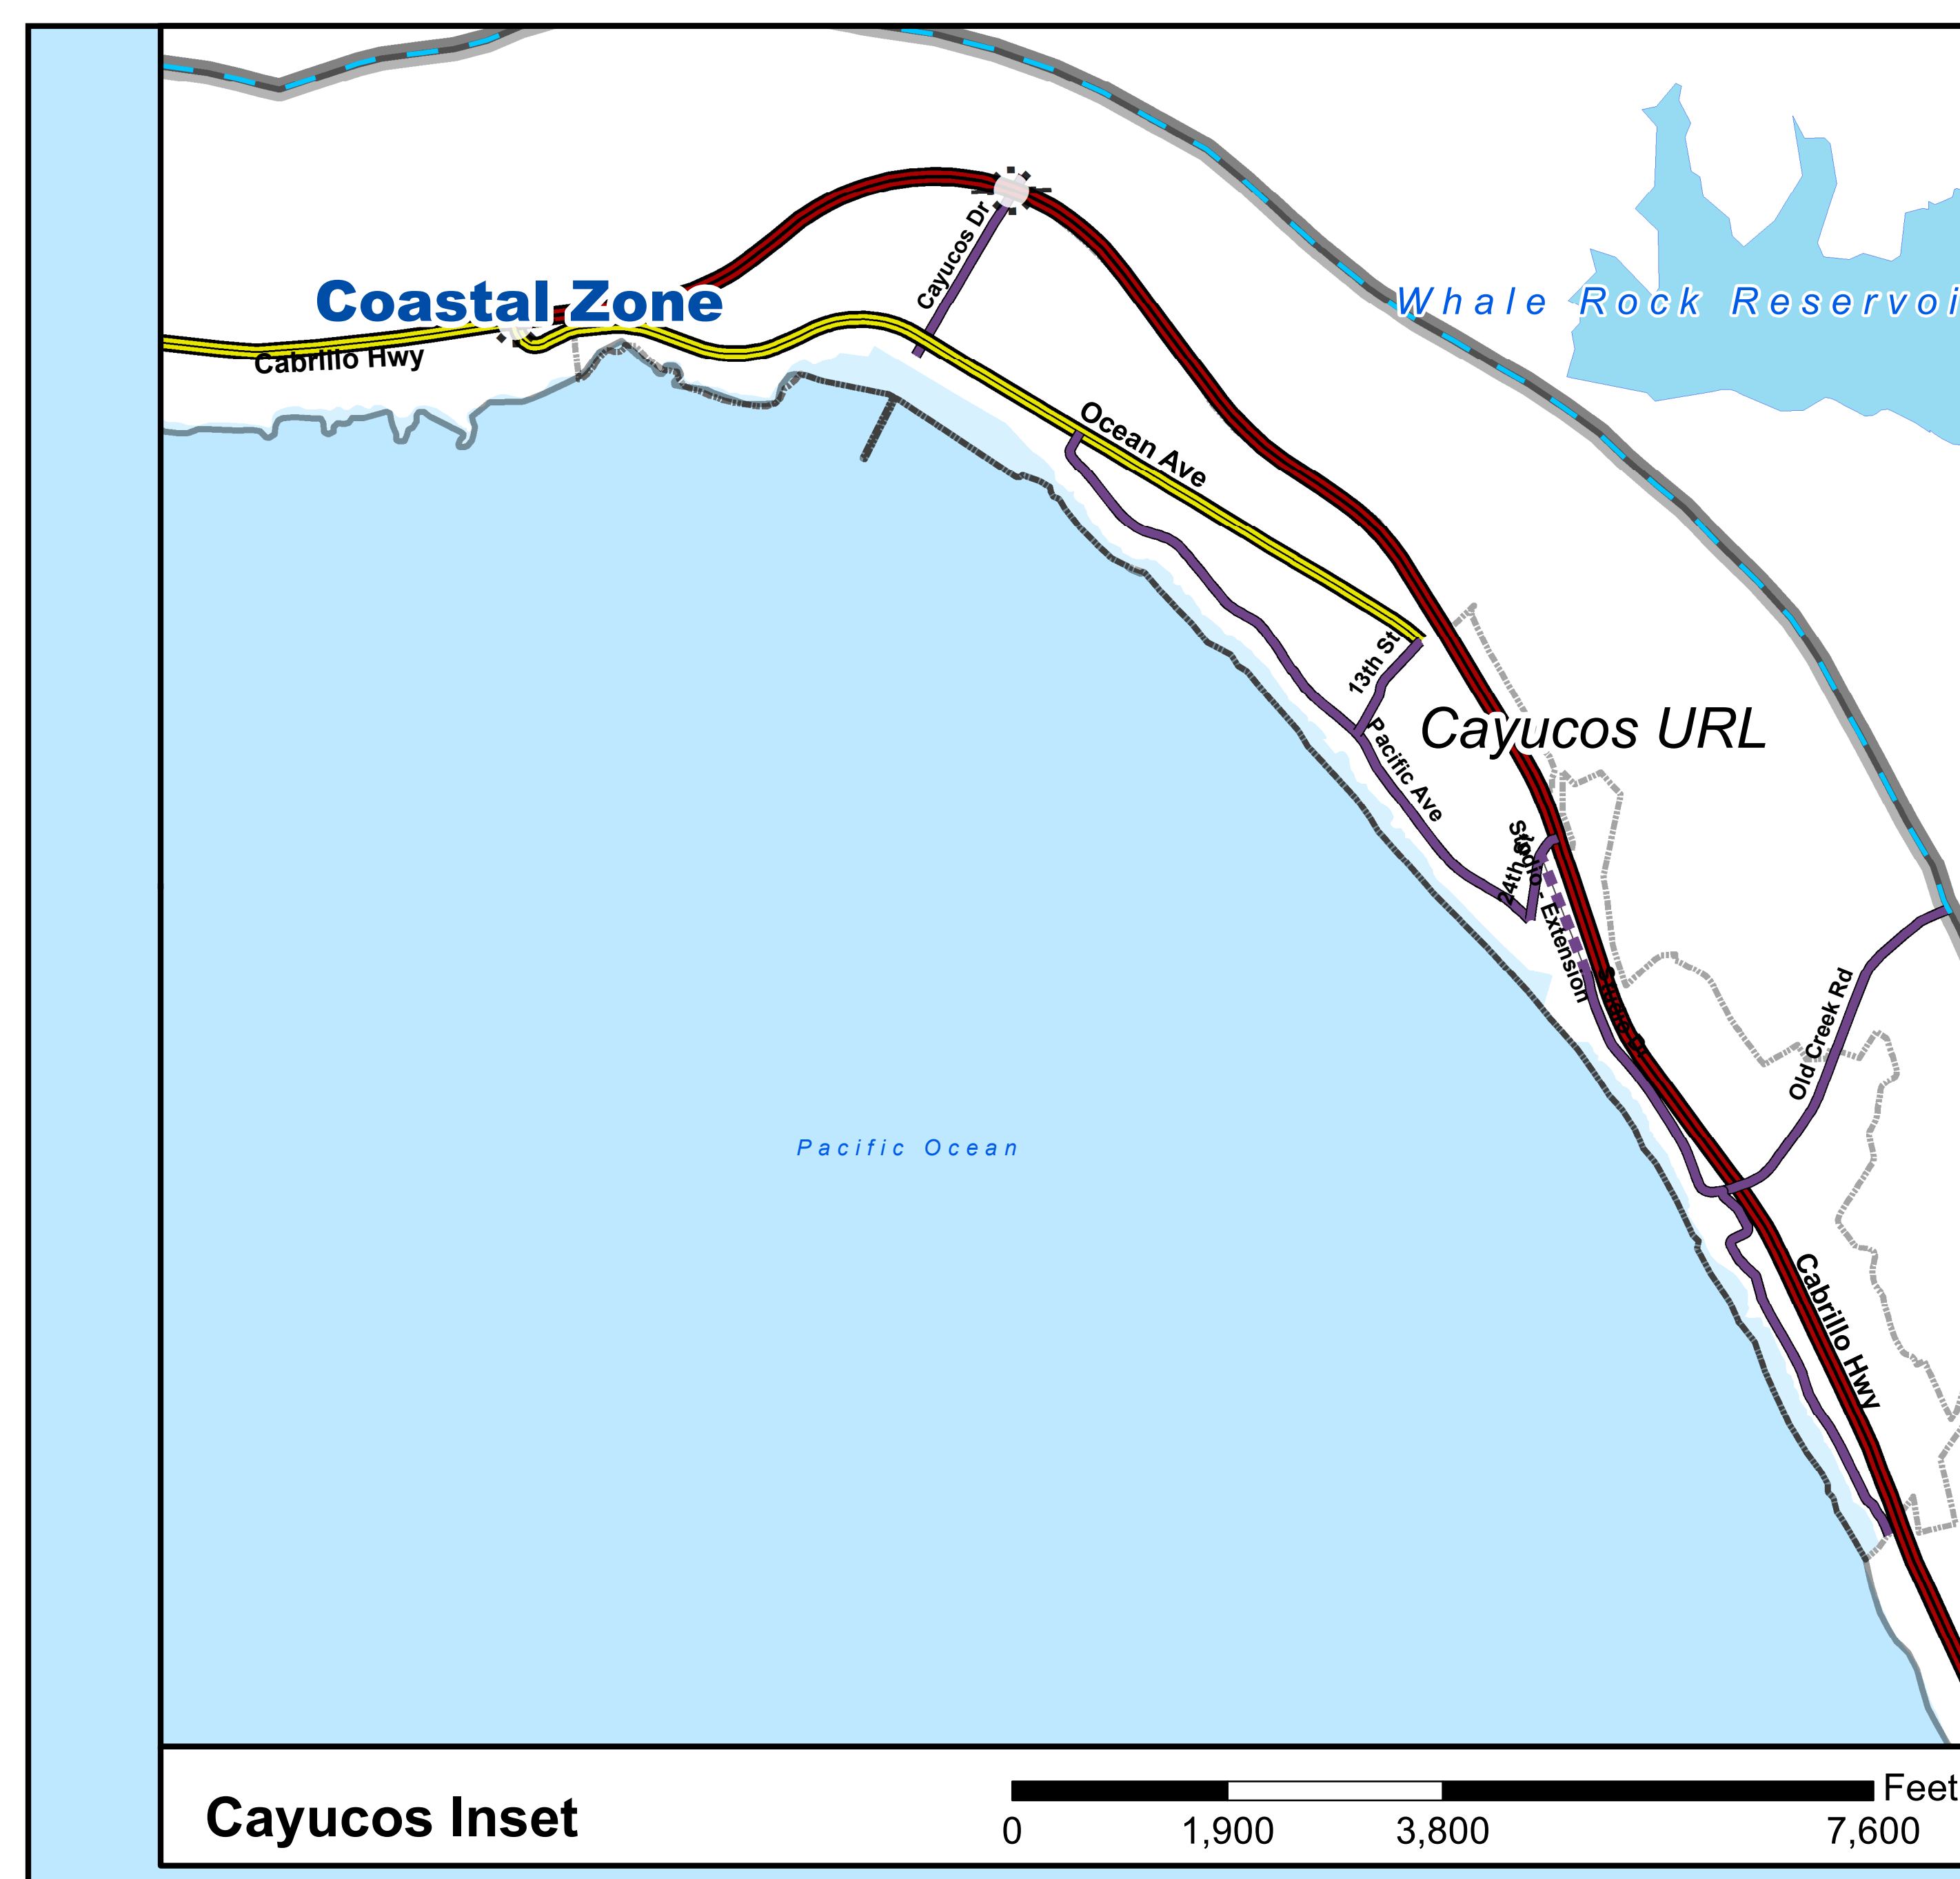 Cayucos Dr
Coastal Zone
Whale Rock Reservoi
Cabrillo Hwy
Ocean Ave
13th St
Cayucos URL
Pacific Ave
24th St
Studio - Extension
Old Creek Rd
Pacific Ocean
Cabrillo Hwy
Cayucos Inset
Feet
0 1,900 3,800 7,600